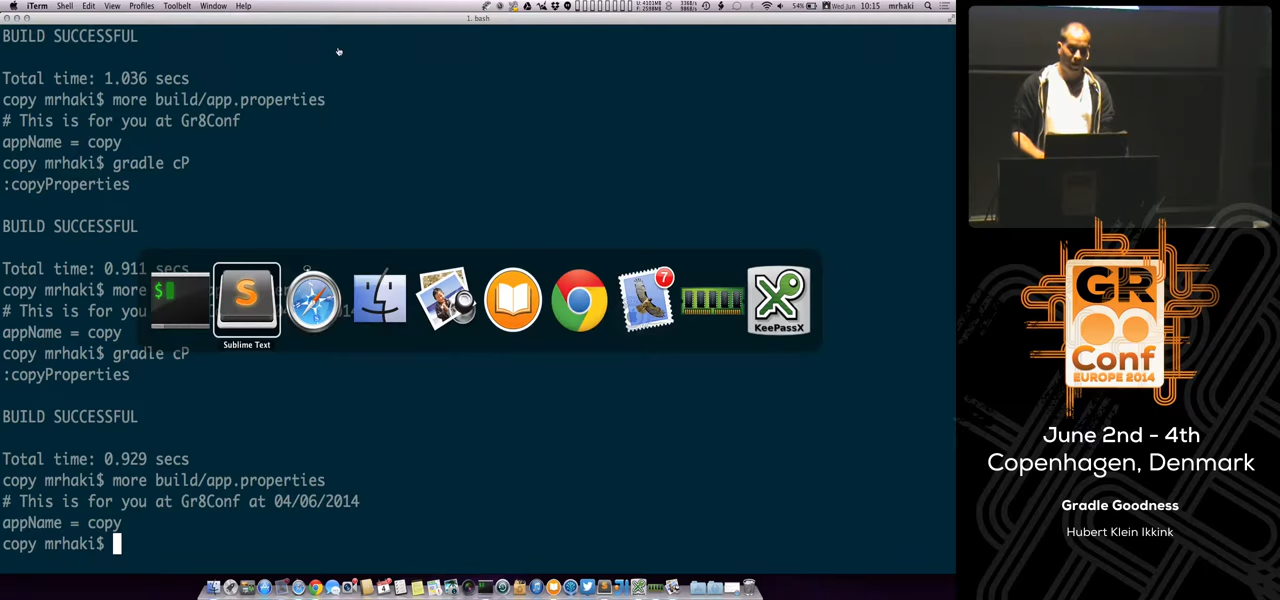 iTerm Shell Edit View Profiles Toolbelt Window Help
54% Wed Jun 10:15 mrhaki
1. bash
BUILD SUCCESSFUL
Total time: 1.036 secs
copy mrhaki$ more build/app.properties
# This is for you at Gr8Conf
appName = copy
copy mrhaki$ gradle cP
:copyProperties
BUILD SUCCESSFUL
Total time: 0.911 secs
copy mrhaki$ more
# This is for you
appName = copy
copy mrhaki$ gradle cP
:copyProperties
BUILD SUCCESSFUL
Total time: 0.929 secs
copy mrhaki$ more build/app.properties
# This is for you at Gr8Conf at 04/06/2014
appName = copy
copy mrhaki$
$
S
7
KeePassX
Sublime Text
GR
Conf
EUROPE 2014
June 2nd - 4th
Copenhagen, Denmark
Gradle Goodness
Hubert Klein Ikkink